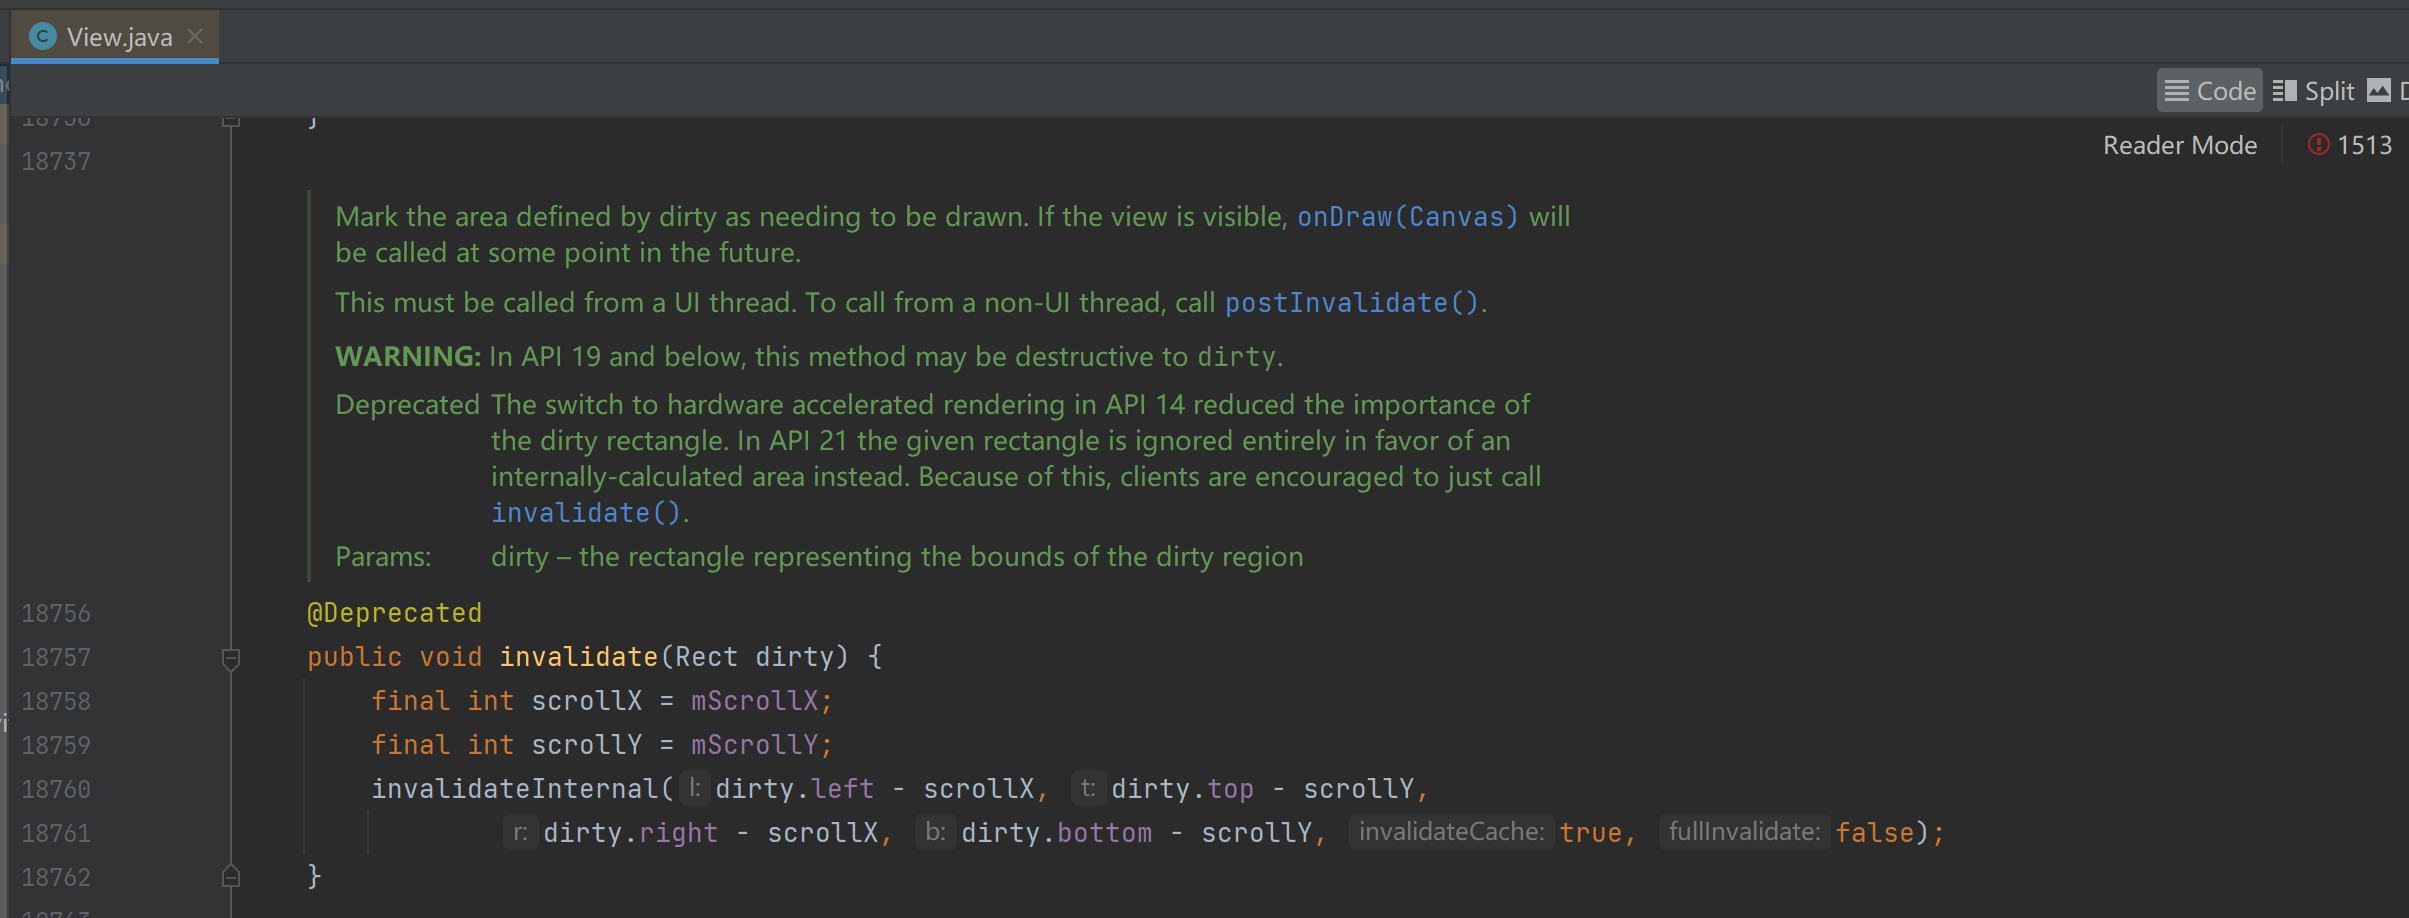 View.java
Code Split
18737
Reader Mode 1513
Mark the area defined by dirty as needing to be drawn. If the view is visible, onDraw(Canvas) will
be called at some point in the future.
This must be called from a UI thread. To call from a non-UI thread, call postInvalidate().
WARNING: In API 19 and below, this method may be destructive to dirty.
Deprecated The switch to hardware accelerated rendering in API 14 reduced the importance of
the dirty rectangle. In API 21 the given rectangle is ignored entirely in favor of an
internally-calculated area instead. Because of this, clients are encouraged to just call
invalidate().
Params: dirty – the rectangle representing the bounds of the dirty region
18756 @Deprecated
18757 public void invalidate(Rect dirty) {
18758 final int scrollX = mScrollX;
18759 final int scrollY = mScrollY;
18760 invalidateInternal( l: dirty.left - scrollX, t: dirty.top - scrollY,
18761 r: dirty.right - scrollX, b: dirty.bottom - scrollY, invalidateCache: true, fullInvalidate: false);
18762 }